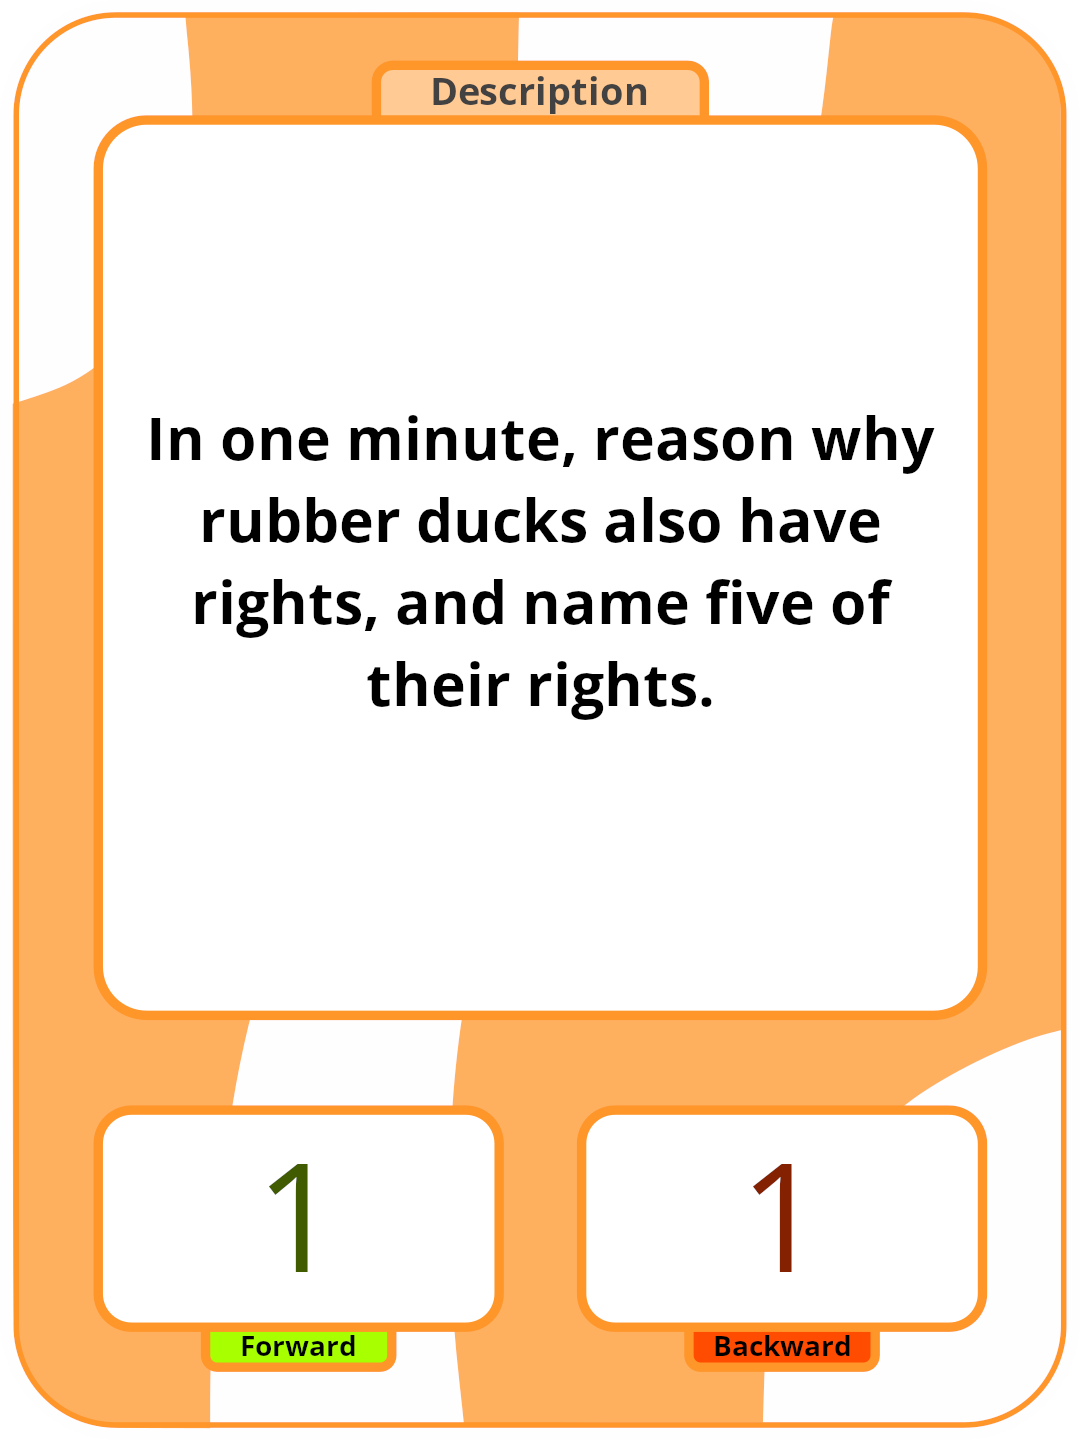 Description
In one minute, reason why
rubber ducks also have
rights, and name five of
their rights.
1
1
Forward
Backward